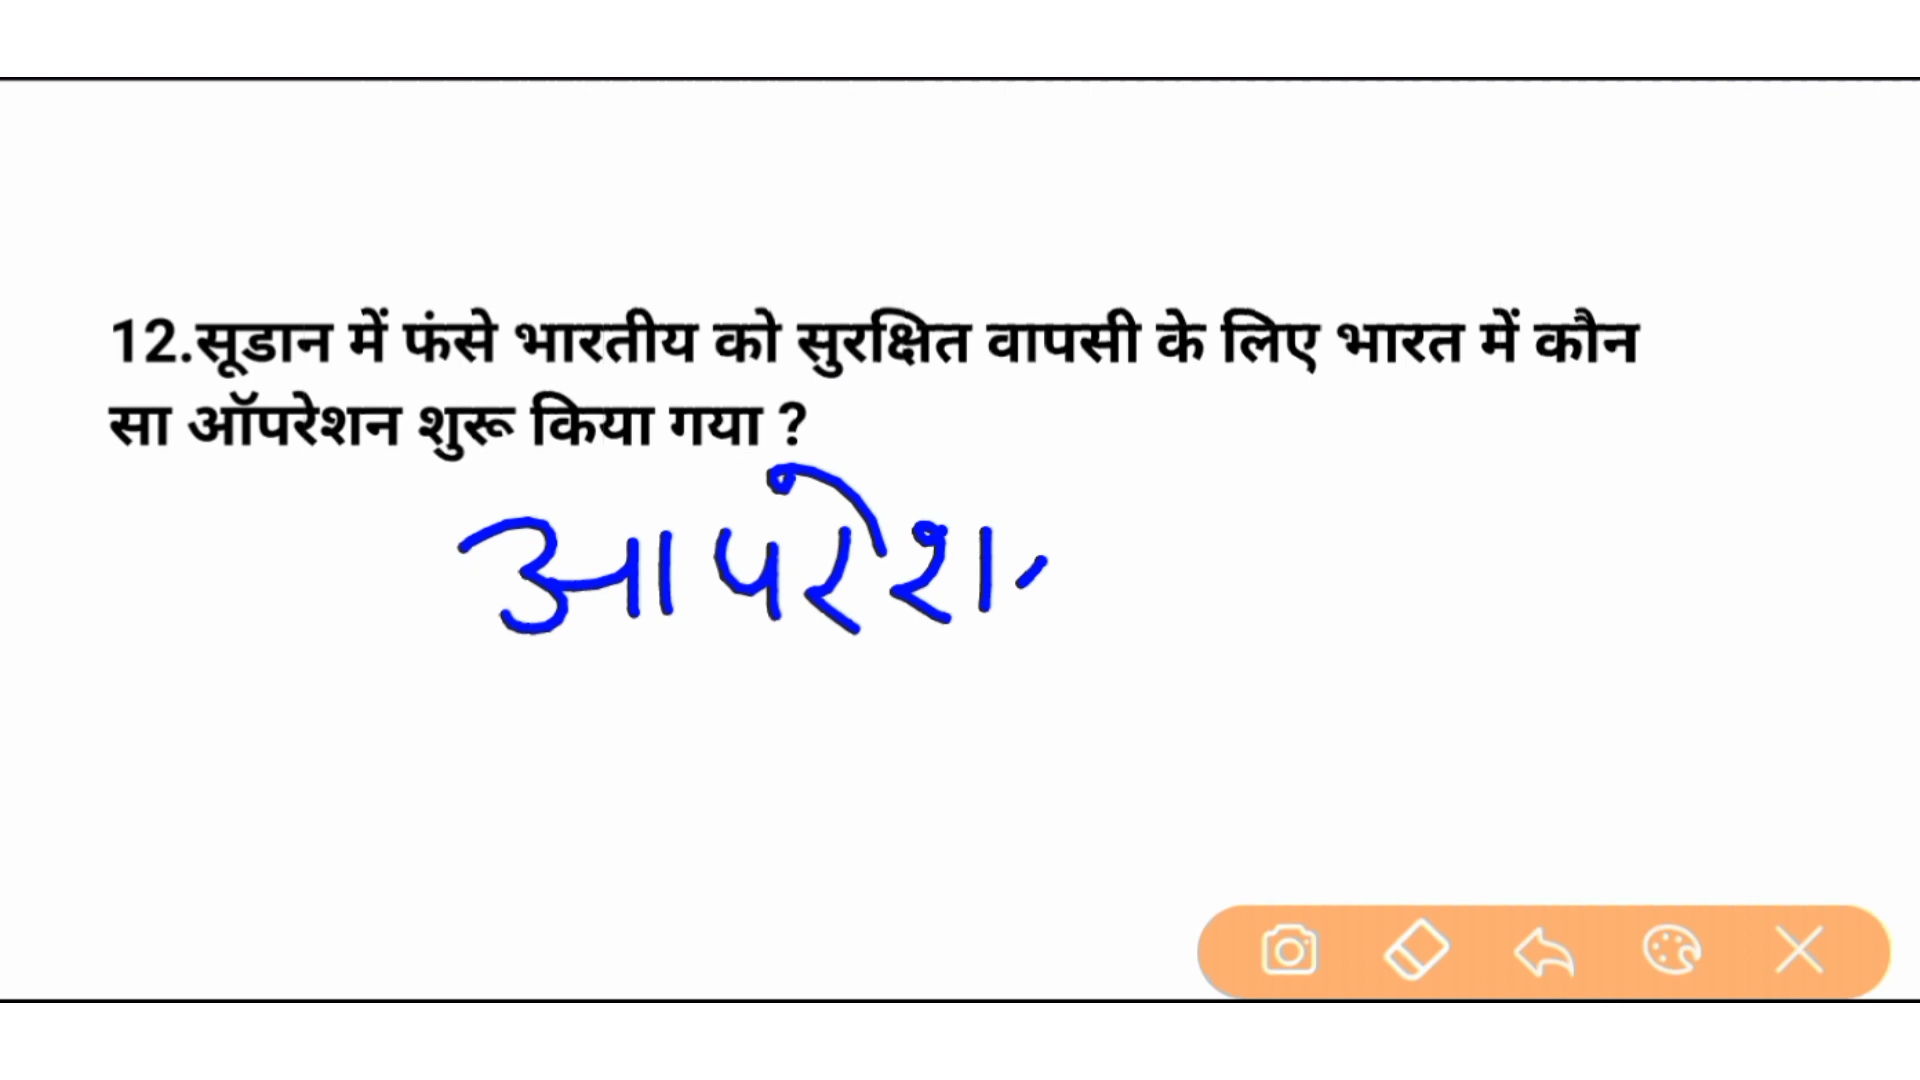 12.सूडान में फंसे भारतीय को सुरक्षित वापसी के लिए भारत में कौन
सा ऑपरेशन शुरू किया गया ?
आपरेश